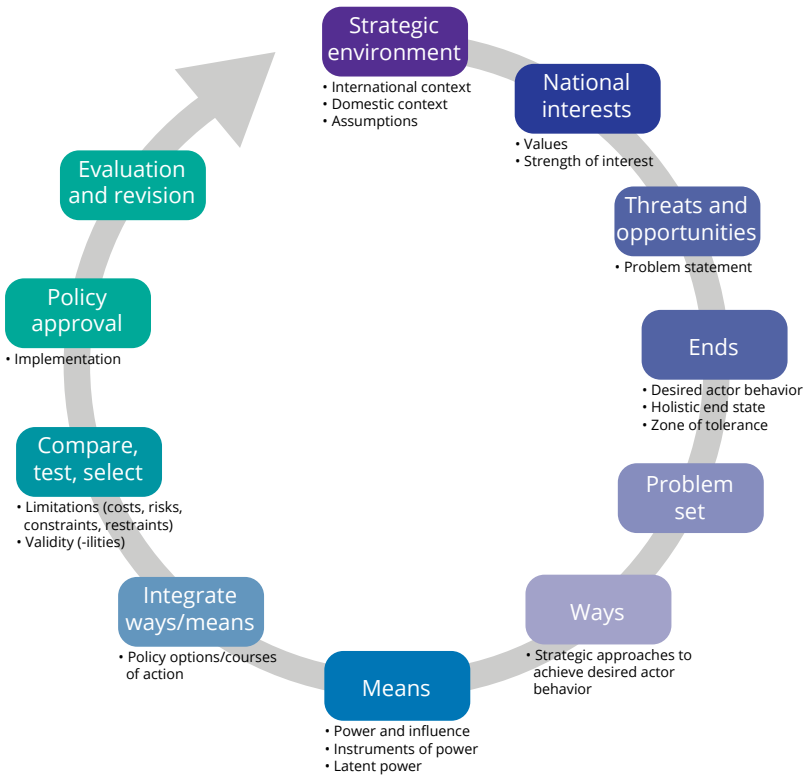 Strategic
environment
• International context
• Domestic context
• Assumptions
National
interests
• Values
• Strength of interest
Threats and
opportunities
• Problem statement
Ends
• Desired actor behavior
• Holistic end state
• Zone of tolerance
Problem
set
Ways
• Strategic approaches to
achieve desired actor
behavior
Means
• Power and influence
• Instruments of power
• Latent power
Integrate
ways/means
• Policy options/courses
of action
Compare,
test, select
• Limitations (costs, risks,
constraints, restraints)
• Validity (-ilities)
Policy
approval
• Implementation
Evaluation
and revision